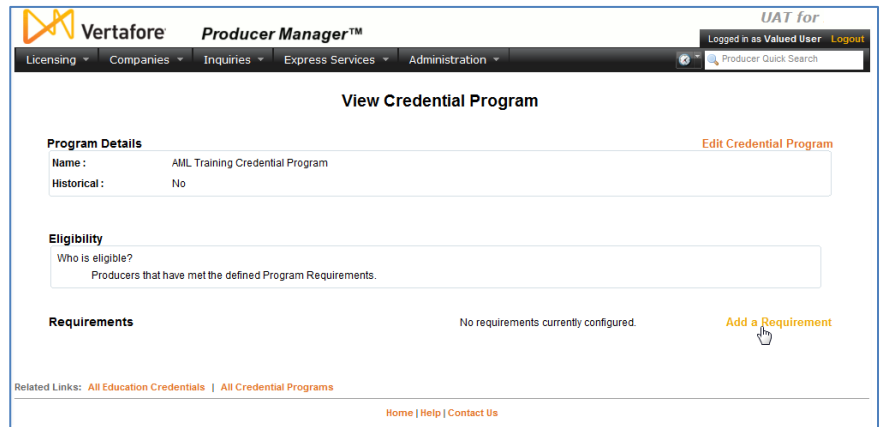 UAT for
Vertafore Producer Manager™
Logged in as Valued User Logout
Licensing Companies Inquiries Express Services Administration Producer Quick Search
View Credential Program
Program Details Edit Credential Program
Name : AML Training Credential Program
Historical : No
Eligibility
Who is eligible?
Producers that have met the defined Program Requirements.
Requirements No requirements currently configured. Add a Requirement
Related Links: All Education Credentials | All Credential Programs
Home | Help | Contact Us